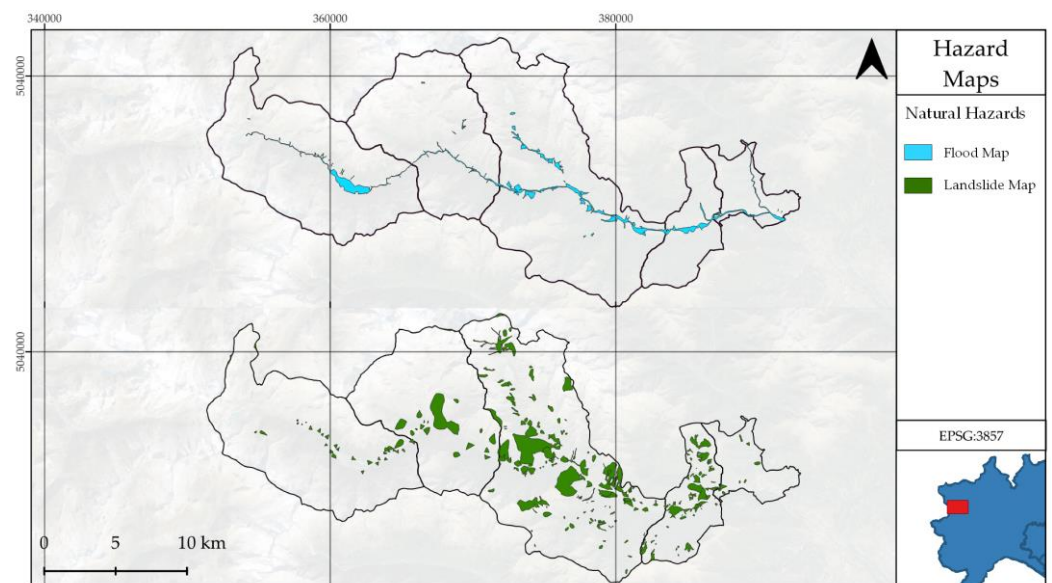 340000
360000
380000
5040000
5040000
Hazard
Maps
Natural Hazards
Flood Map
Landslide Map
EPSG:3857
0 5 10 km